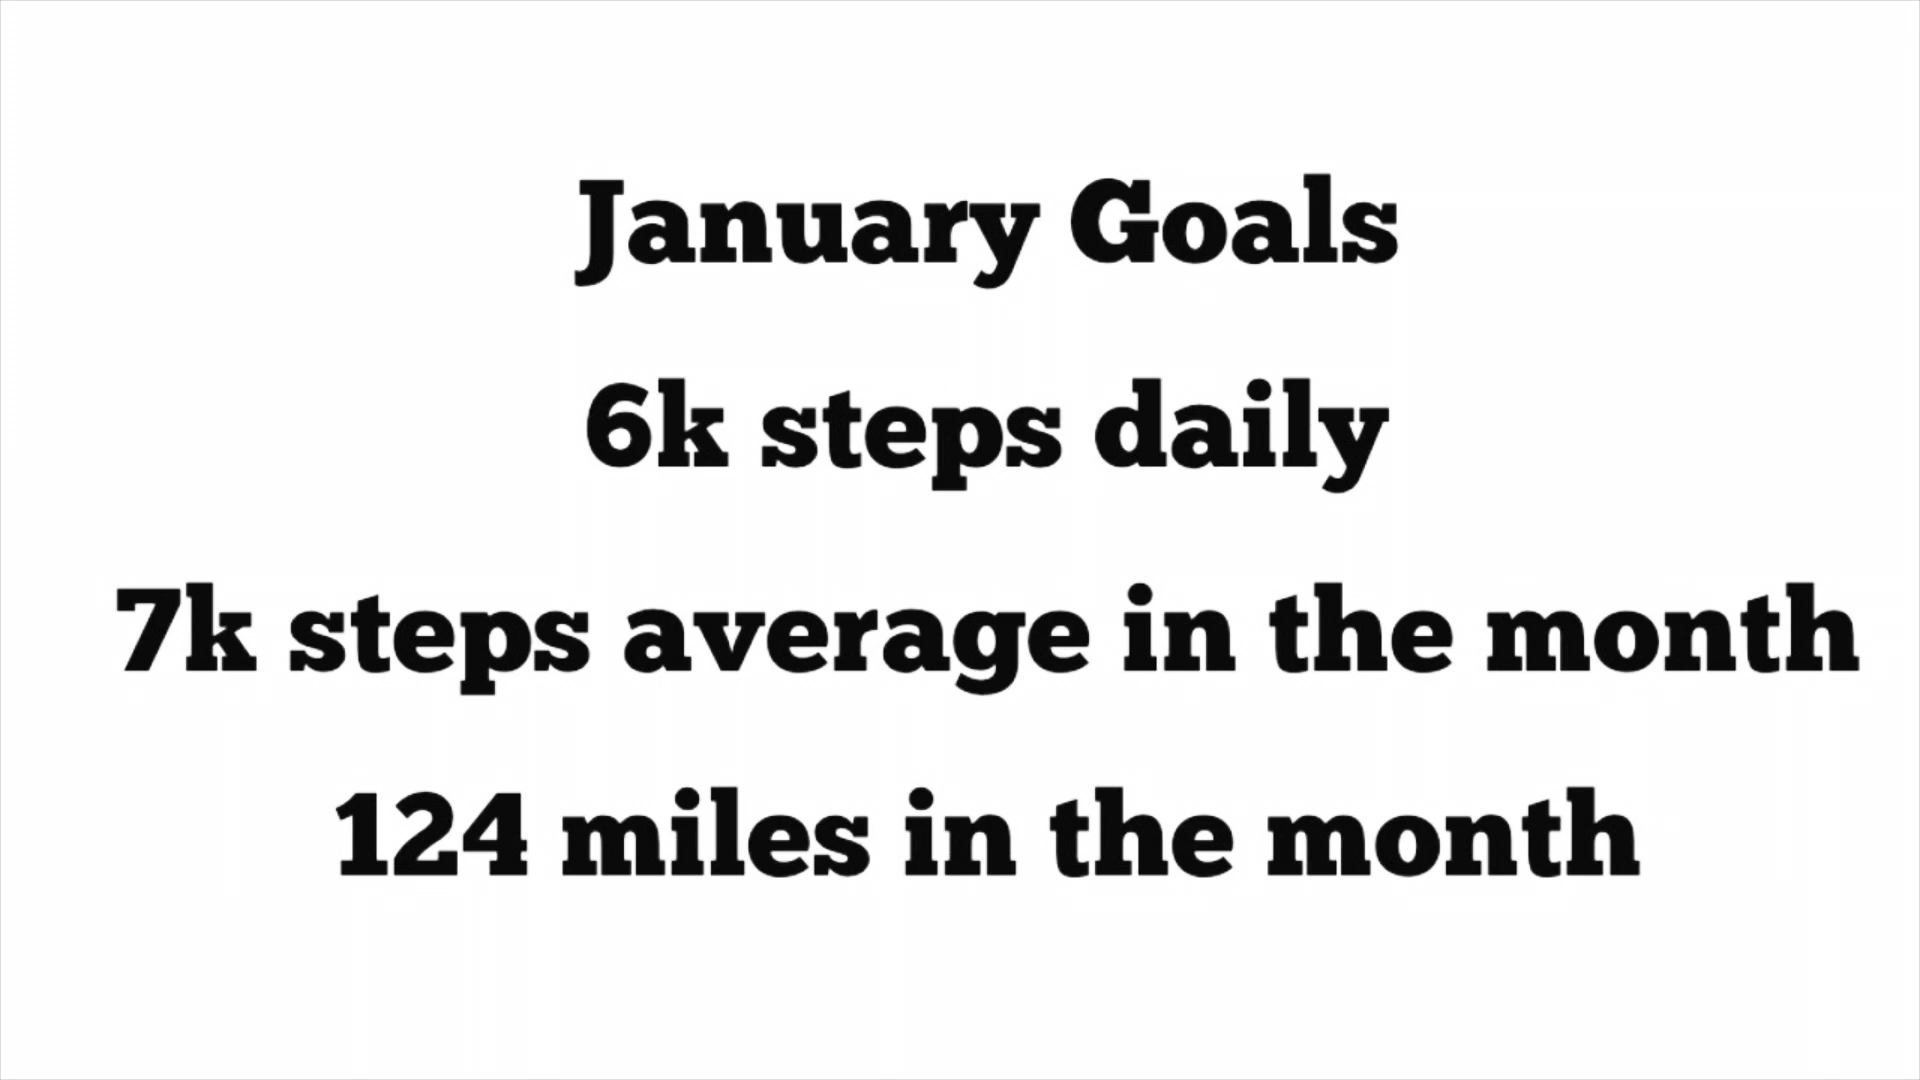 January Goals
6k steps daily
7k steps average in the month
124 miles in the month